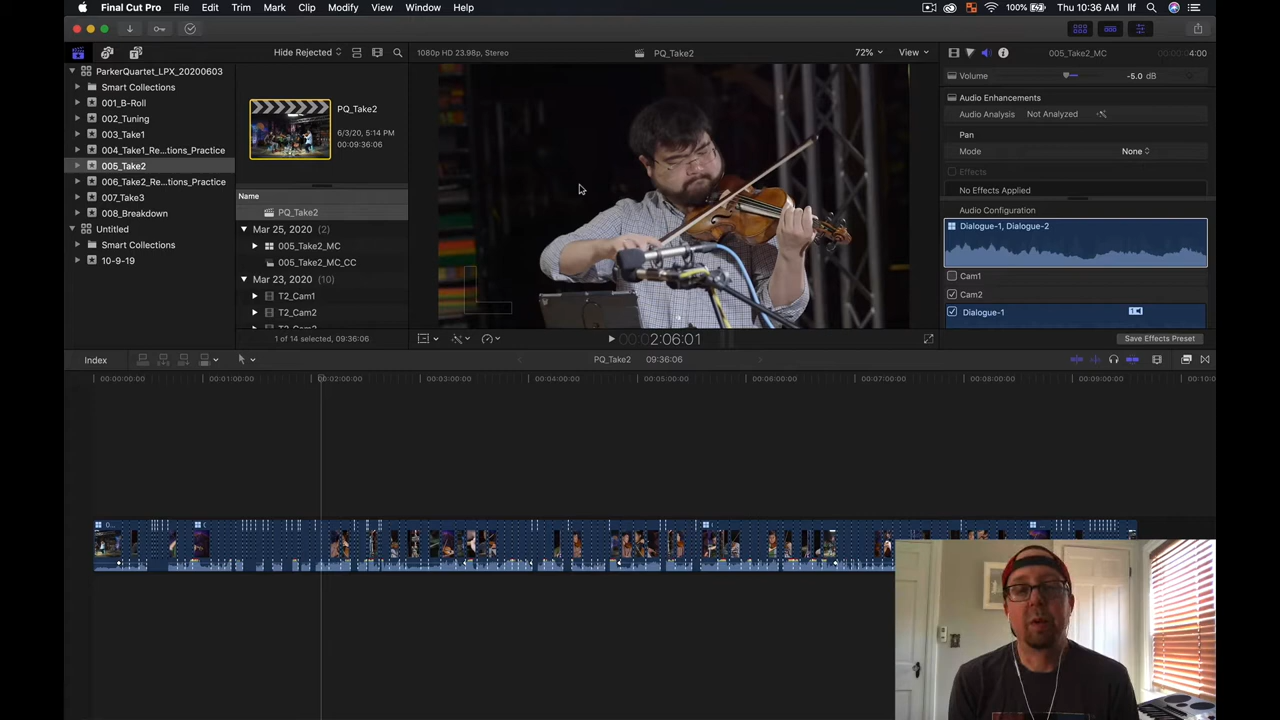 Final Cut Pro File Edit Trim Mark Clip Modify View Window Help 100% Thu 10:36 AM llf
Hide Rejected 1080p HD 23.98p, Stereo PQ_Take2 72% View 005_Take2_MC 4:00
ParkerQuartet_LPX_20200603
Smart Collections
001_B-Roll
002_Tuning
003_Take1
004_Take1_Re...tions_Practice
005_Take2
006_Take2_Re...tions_Practice
007_Take3
008_Breakdown
Untitled
Smart Collections
10-9-19
PQ_Take2
6/3/20, 5:14 PM
00:09:36:06
Name
PQ_Take2
Mar 25, 2020 (2)
005_Take2_MC
005_Take2_MC_CC
Mar 23, 2020 (10)
T2_Cam1
T2_Cam2
1 of 14 selected, 09:36:06
2:06:01
Volume -5.0 dB
Audio Enhancements
Audio Analysis Not Analyzed
Pan
Mode None
Effects
No Effects Applied
Audio Configuration
Dialogue-1, Dialogue-2
Cam1
Cam2
Dialogue-1
Save Effects Preset
Index PQ_Take2 09:36:06
00:00:00:00 00:01:00:00 00:02:00:00 00:03:00:00 00:04:00:00 00:05:00:00 00:06:00:00 00:07:00:00 00:08:00:00 00:09:00:00